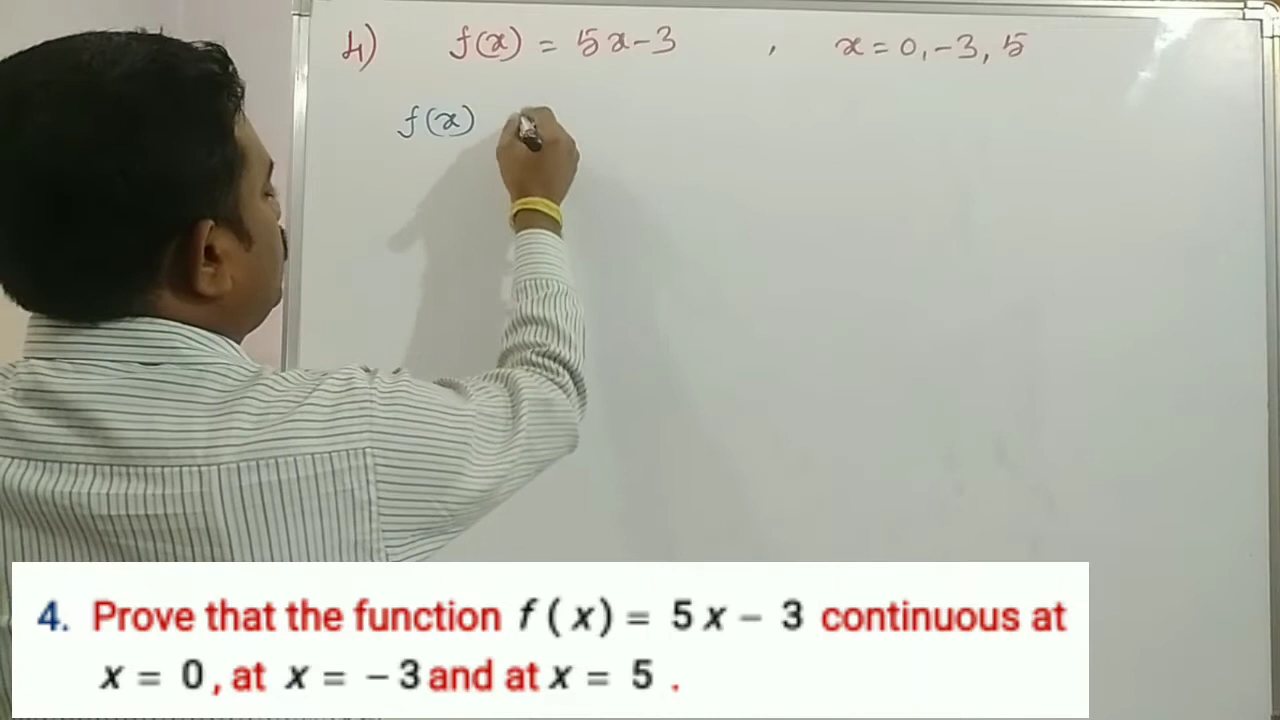 4) f(x) = 5x-3 , x = 0, -3, 5
f(x)
4. Prove that the function f ( x ) = 5 x - 3 continuous at
x = 0 , at x = - 3 and at x = 5 .